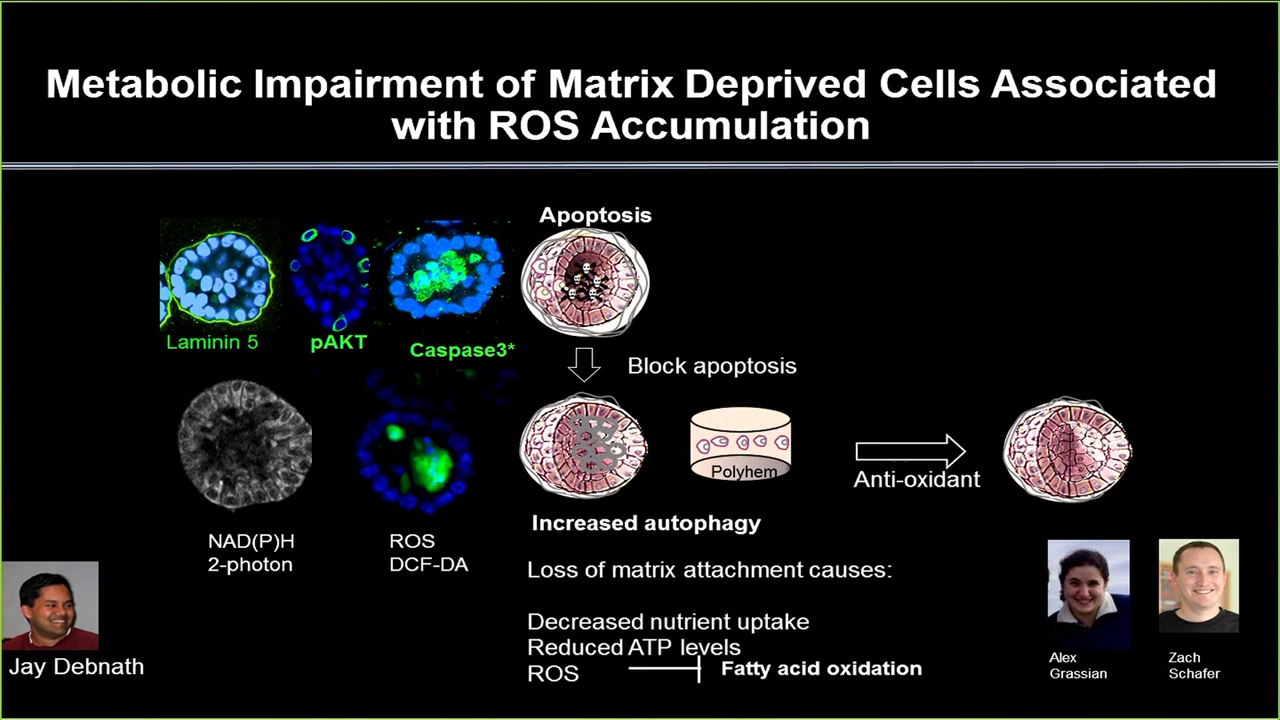 Metabolic Impairment of Matrix Deprived Cells Associated
with ROS Accumulation
Apoptosis
Laminin 5
pAKT
Caspase3*
Block apoptosis
Polyhem
Anti-oxidant
Increased autophagy
NAD(P)H
2-photon
ROS
DCF-DA
Loss of matrix attachment causes:
Decreased nutrient uptake
Reduced ATP levels
ROS
Fatty acid oxidation
Jay Debnath
Alex
Grassian
Zach
Schafer